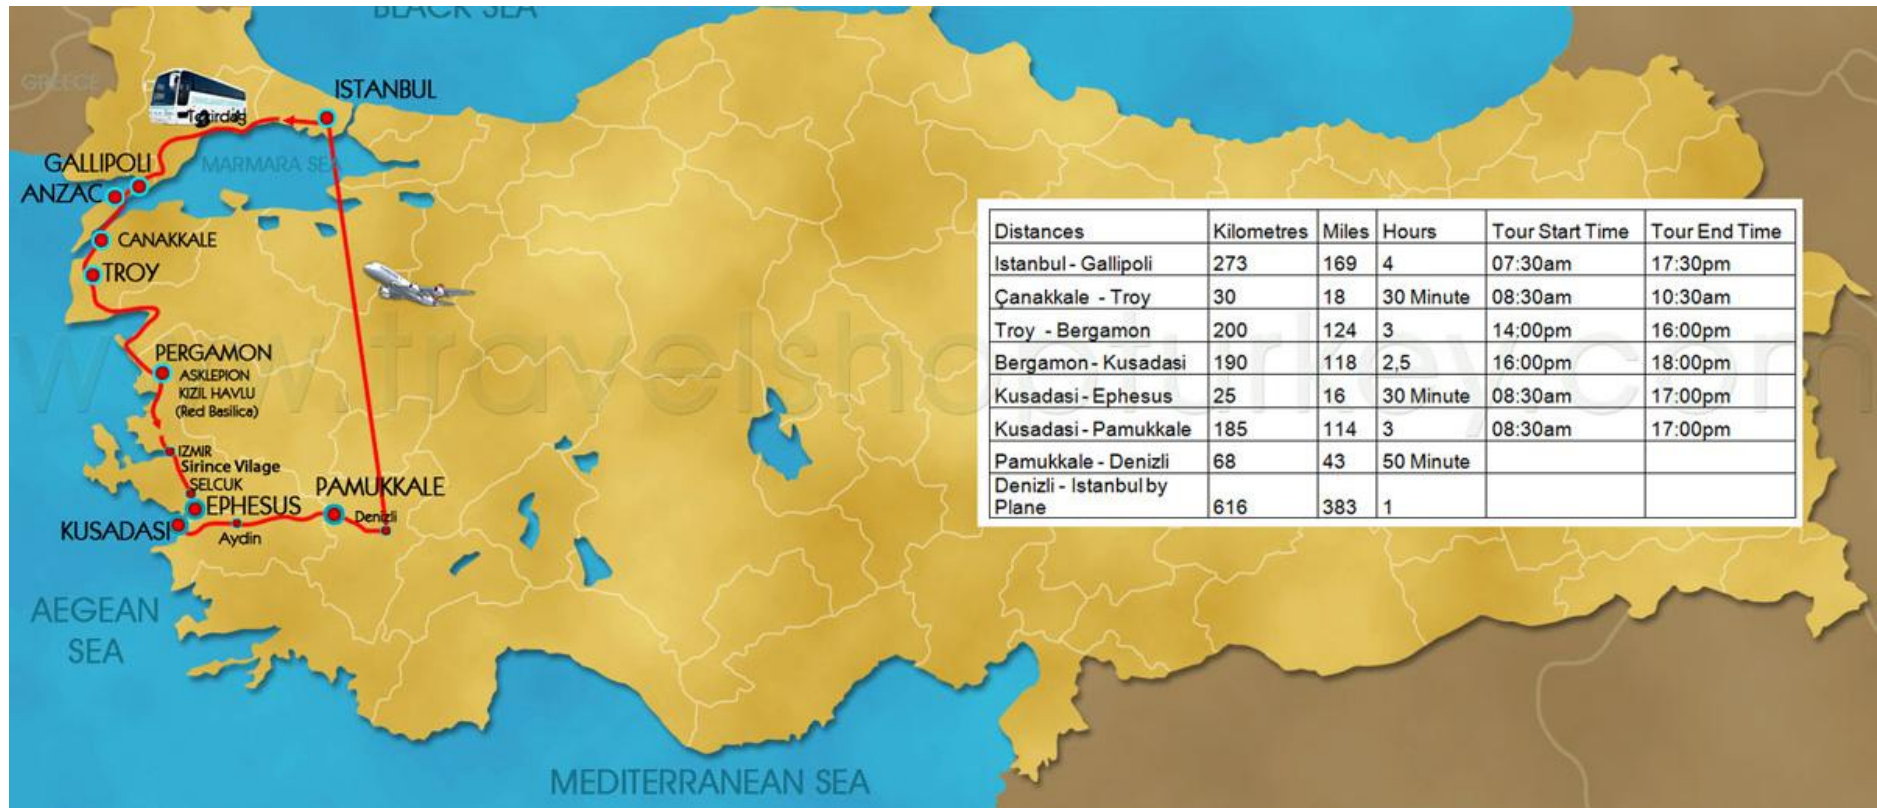 BLACK SEA
GREECE
ISTANBUL
Tekirdag
GALLIPOLI
MARMARA SEA
ANZAC
CANAKKALE
TROY
PERGAMON
ASKLEPION
KIZIL HAVLU
(Red Basilica)
IZMIR
Sirince Vilage
SELCUK
EPHESUS
PAMUKKALE
Denizli
KUSADASI
Aydin
AEGEAN
SEA
MEDITERRANEAN SEA
www.travelshopturkey.com
Distances Kilometres Miles Hours Tour Start Time Tour End Time
Istanbul - Gallipoli 273 169 4 07:30am 17:30pm
Çanakkale - Troy 30 18 30 Minute 08:30am 10:30am
Troy - Bergamon 200 124 3 14:00pm 16:00pm
Bergamon - Kusadasi 190 118 2,5 16:00pm 18:00pm
Kusadasi - Ephesus 25 16 30 Minute 08:30am 17:00pm
Kusadasi - Pamukkale 185 114 3 08:30am 17:00pm
Pamukkale - Denizli 68 43 50 Minute
Denizli - Istanbul by
Plane 616 383 1